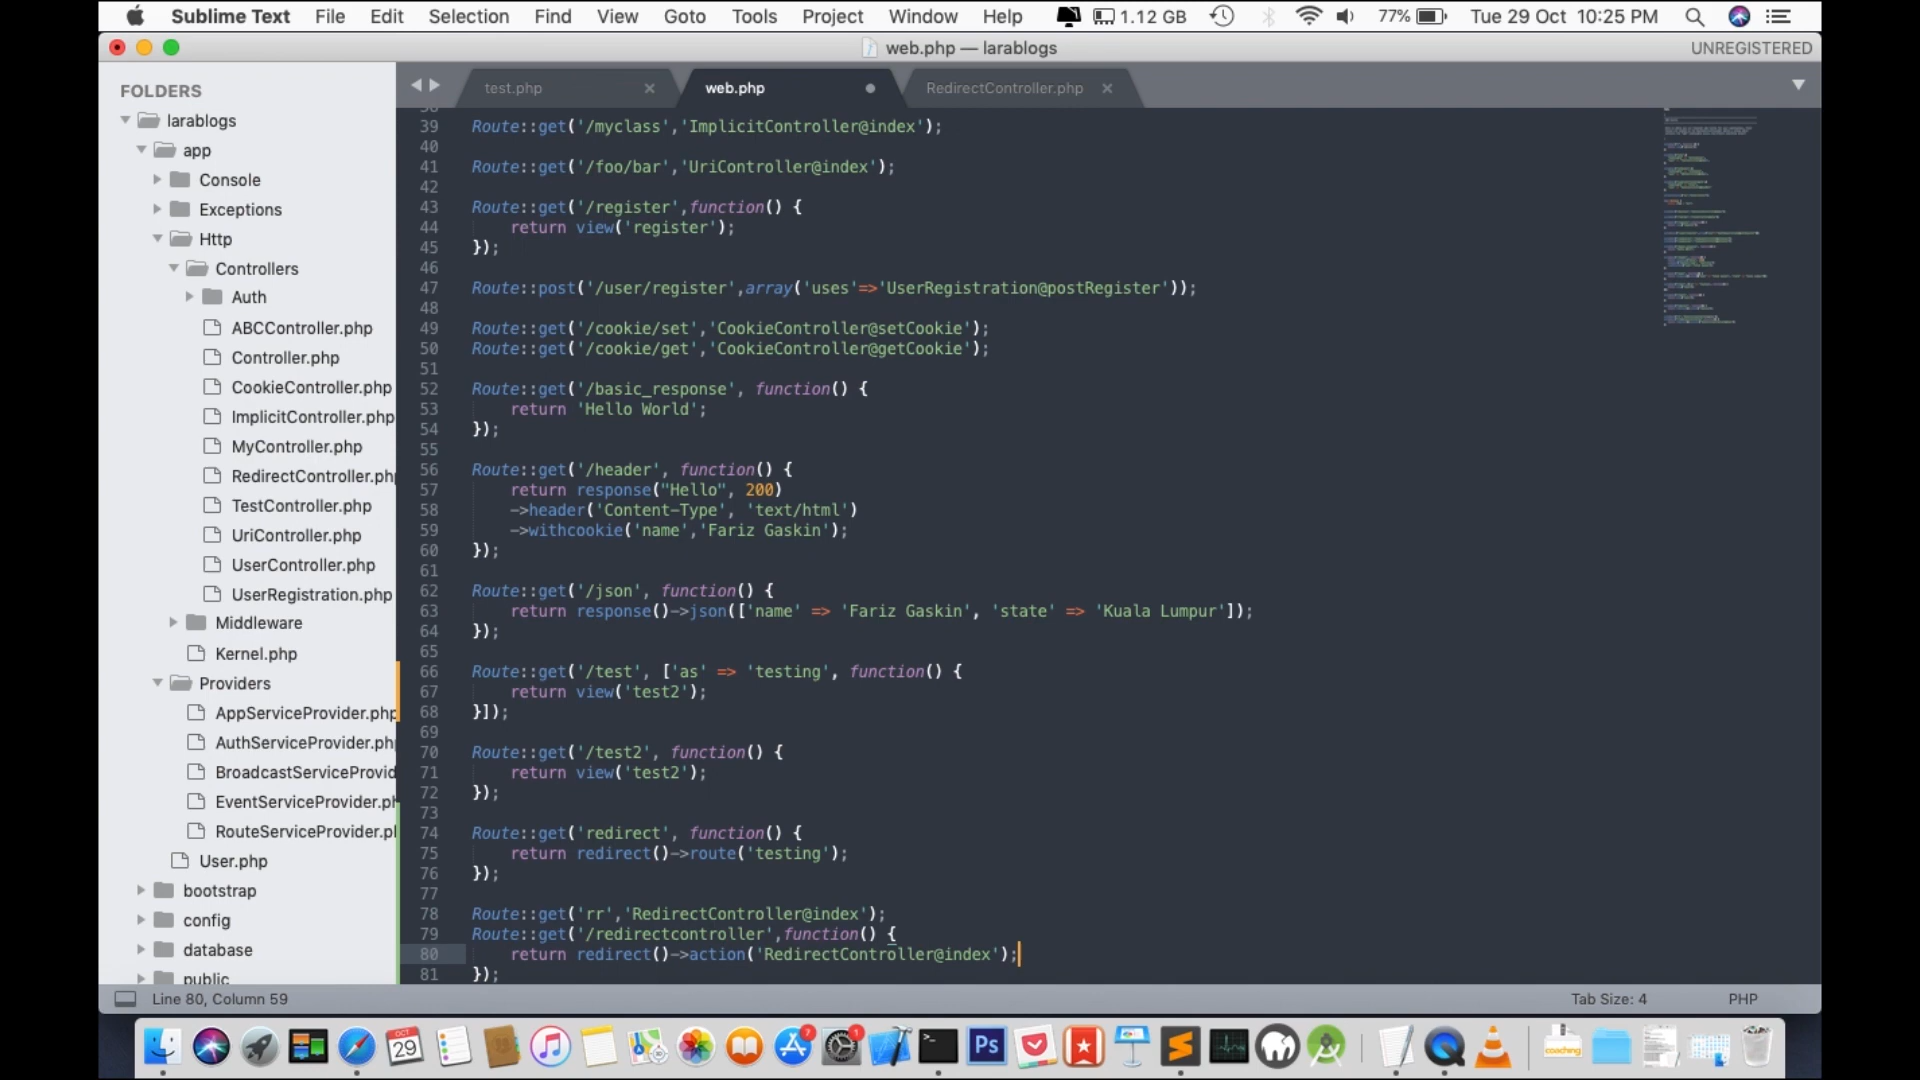 Sublime Text File Edit Selection Find View Goto Tools Project Window Help 1.12 GB 77% Tue 29 Oct 10:25 PM
web.php — larablogs UNREGISTERED
FOLDERS
larablogs
app
Console
Exceptions
Http
Controllers
Auth
ABCController.php
Controller.php
CookieController.php
ImplicitController.php
MyController.php
RedirectController.ph
TestController.php
UriController.php
UserController.php
UserRegistration.php
Middleware
Kernel.php
Providers
AppServiceProvider.php
AuthServiceProvider.ph
BroadcastServiceProvid
EventServiceProvider.ph
RouteServiceProvider.p
User.php
bootstrap
config
database
public
test.php web.php RedirectController.php
39 Route::get('/myclass','ImplicitController@index');
40
41 Route::get('/foo/bar','UriController@index');
42
43 Route::get('/register',function() {
44 return view('register');
45 });
46
47 Route::post('/user/register',array('uses'=>'UserRegistration@postRegister'));
48
49 Route::get('/cookie/set','CookieController@setCookie');
50 Route::get('/cookie/get','CookieController@getCookie');
51
52 Route::get('/basic_response', function() {
53 return 'Hello World';
54 });
55
56 Route::get('/header', function() {
57 return response("Hello", 200)
58 ->header('Content-Type', 'text/html')
59 ->withcookie('name','Fariz Gaskin');
60 });
61
62 Route::get('/json', function() {
63 return response()->json(['name' => 'Fariz Gaskin', 'state' => 'Kuala Lumpur']);
64 });
65
66 Route::get('/test', ['as' => 'testing', function() {
67 return view('test2');
68 }]);
69
70 Route::get('/test2', function() {
71 return view('test2');
72 });
73
74 Route::get('redirect', function() {
75 return redirect()->route('testing');
76 });
77
78 Route::get('rr','RedirectController@index');
79 Route::get('/redirectcontroller',function() {
80 return redirect()->action('RedirectController@index');
81 });
Line 80, Column 59 Tab Size: 4 PHP
OCT
29
7
1
Ps
coaching